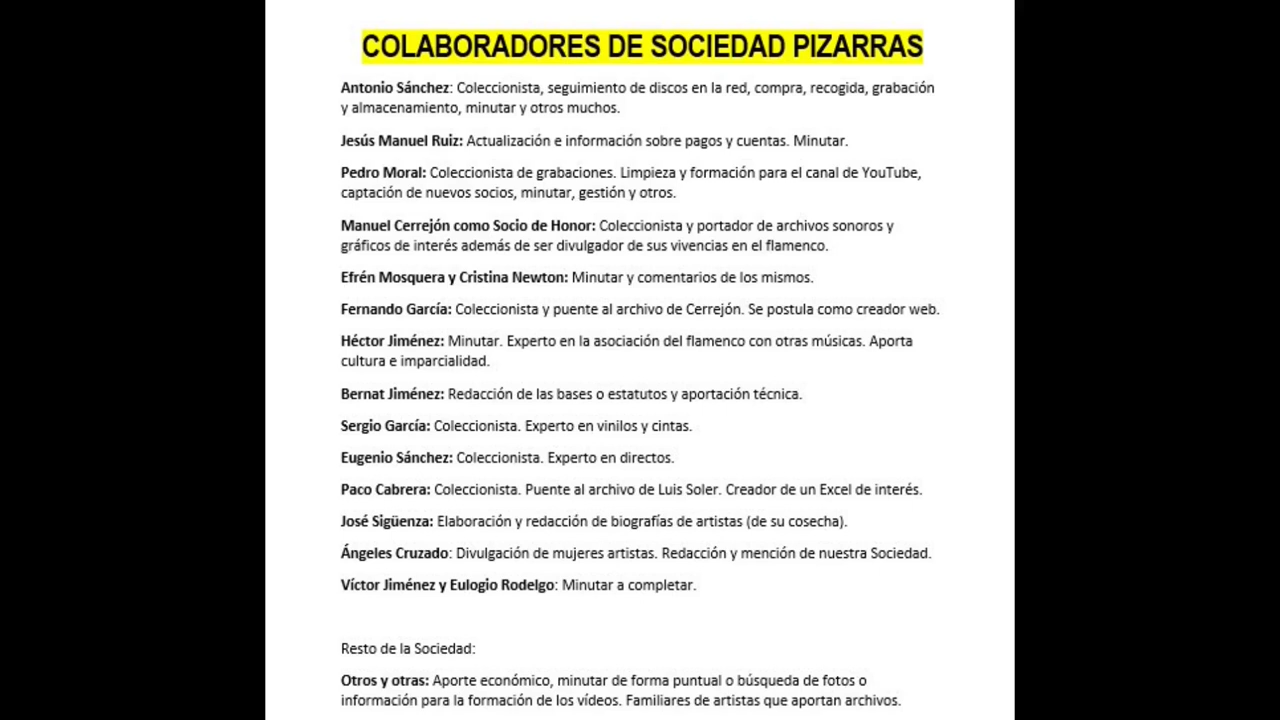 COLABORADORES DE SOCIEDAD PIZARRAS
Antonio Sánchez: Coleccionista, seguimiento de discos en la red, compra, recogida, grabación
y almacenamiento, minutar y otros muchos.
Jesús Manuel Ruiz: Actualización e información sobre pagos y cuentas. Minutar.
Pedro Moral: Coleccionista de grabaciones. Limpieza y formación para el canal de YouTube,
captación de nuevos socios, minutar, gestión y otros.
Manuel Cerrejón como Socio de Honor: Coleccionista y portador de archivos sonoros y
gráficos de interés además de ser divulgador de sus vivencias en el flamenco.
Efrén Mosquera y Cristina Newton: Minutar y comentarios de los mismos.
Fernando García: Coleccionista y puente al archivo de Cerrejón. Se postula como creador web.
Héctor Jiménez: Minutar. Experto en la asociación del flamenco con otras músicas. Aporta
cultura e imparcialidad.
Bernat Jiménez: Redacción de las bases o estatutos y aportación técnica.
Sergio García: Coleccionista. Experto en vinilos y cintas.
Eugenio Sánchez: Coleccionista. Experto en directos.
Paco Cabrera: Coleccionista. Puente al archivo de Luis Soler. Creador de un Excel de interés.
José Sigüenza: Elaboración y redacción de biografías de artistas (de su cosecha).
Ángeles Cruzado: Divulgación de mujeres artistas. Redacción y mención de nuestra Sociedad.
Víctor Jiménez y Eulogio Rodelgo: Minutar a completar.
Resto de la Sociedad:
Otros y otras: Aporte económico, minutar de forma puntual o búsqueda de fotos o
información para la formación de los vídeos. Familiares de artistas que aportan archivos.